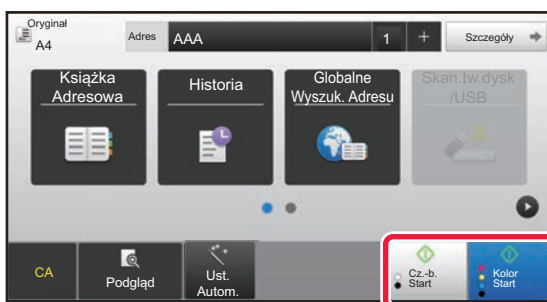 Oryginał
A4
Adres
AAA
1
+
Szczegóły
Książka
Adresowa
Historia
Globalne
Wyszuk. Adresu
Skan.tw.dysk
/USB
CA
Podgląd
Ust.
Autom.
Cz.-b.
Start
Kolor
Start